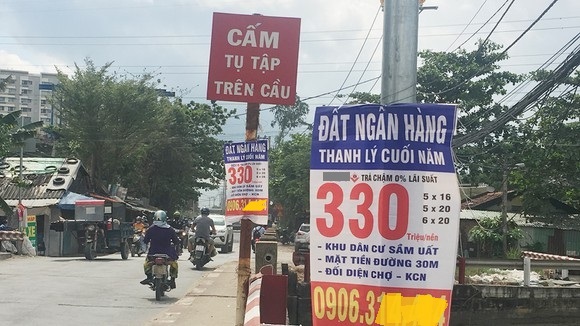 CẤM
TỤ TẬP
TRÊN CẦU
ĐẤT NGÂN HÀNG
THANH LÝ CUỐI NĂM
330
0906.3
ĐẤT NGÂN HÀNG
THANH LÝ CUỐI NĂM
TRẢ CHẬM 0% LÃI SUẤT
330
Triệu/nền
5 x 16
5 x 20
6 x 20
- KHU DÂN CƯ SẦM UẤT
- MẶT TIỀN ĐƯỜNG 30M
- ĐỐI DIỆN CHỢ - KCN
0906.3